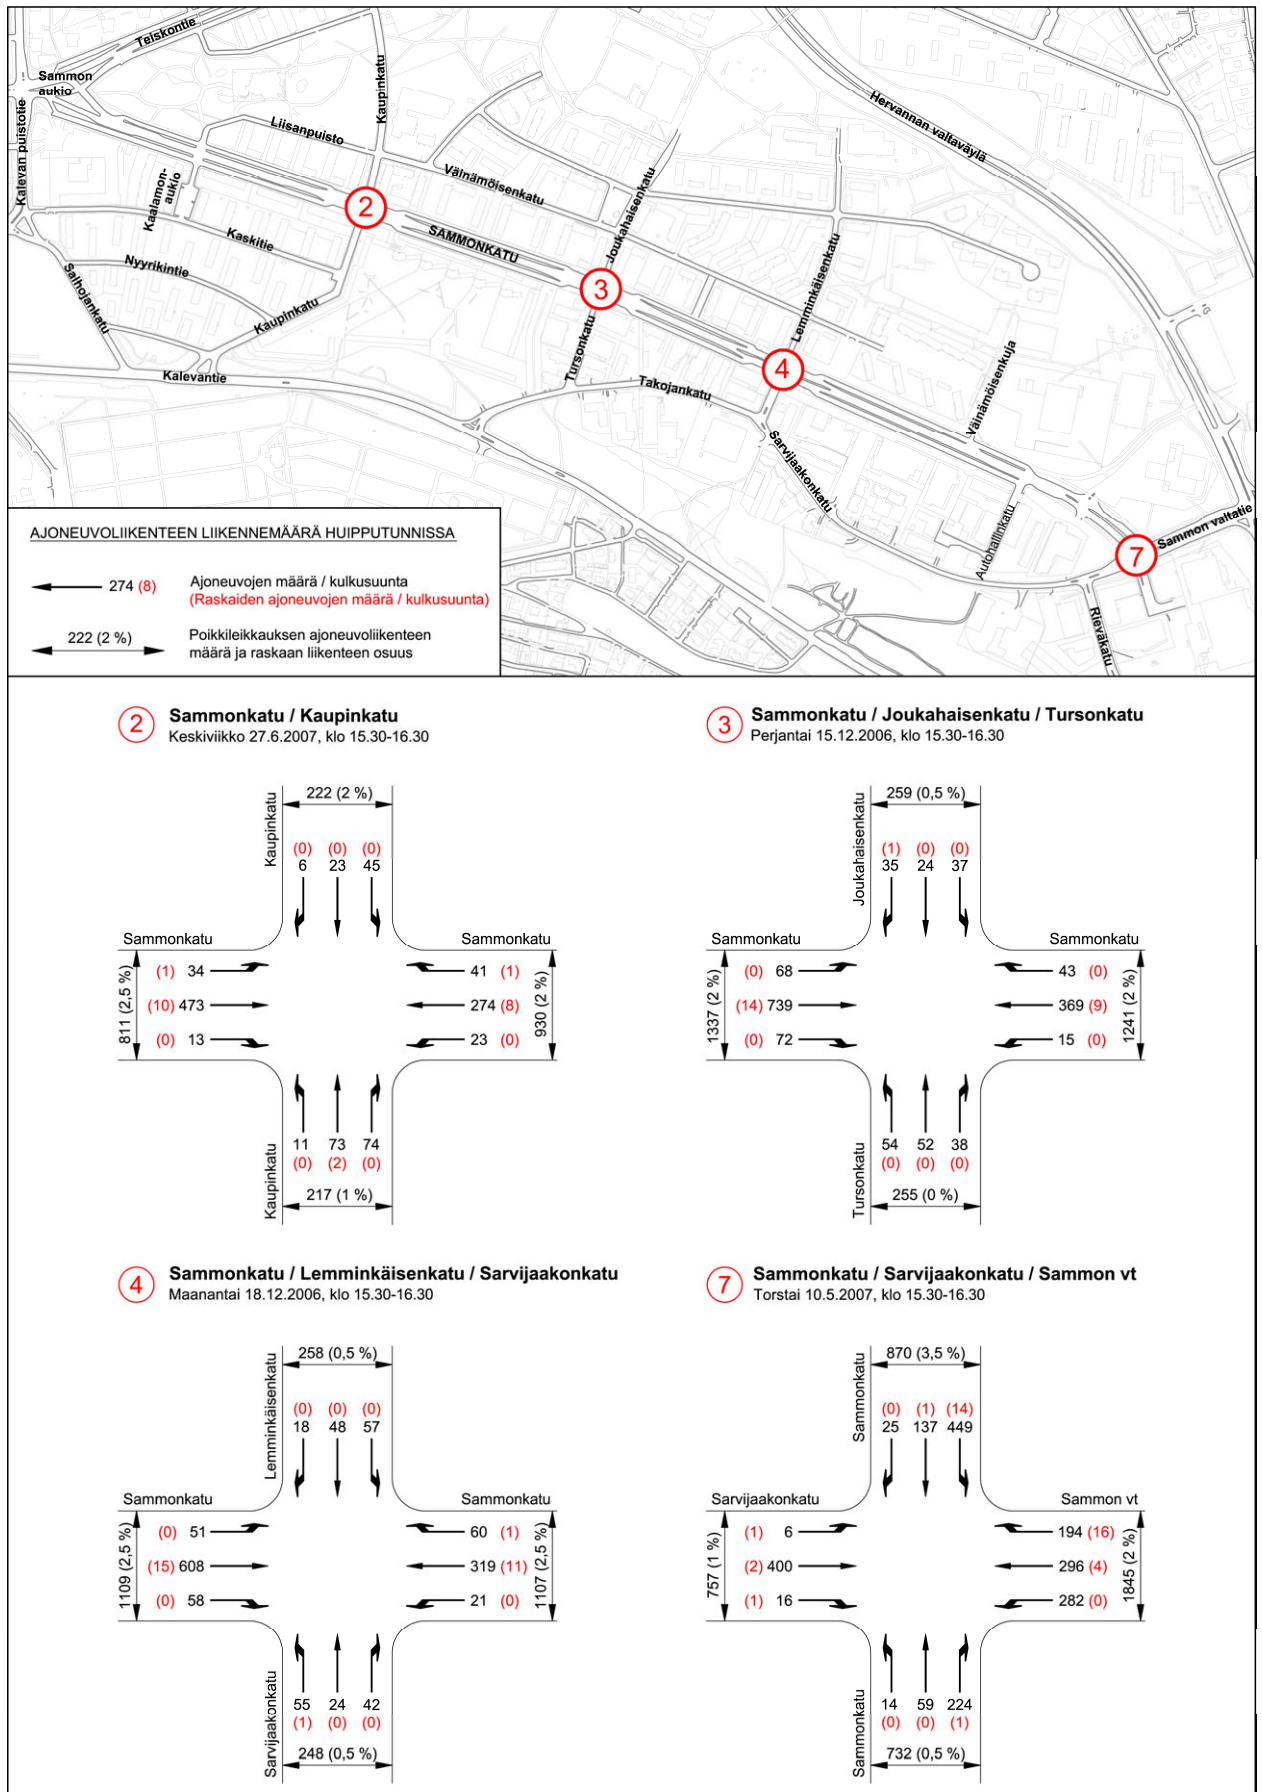 Teiskontie
Sammon
aukio
Kaupinkatu
Kalevan puistotie
Liisanpuisto
Hervannan valtaväylä
Kaalamon-
aukio
Väinämöisenkatu
Joukahaisenkatu
2
Kaskitie
SAMMONKATU
Nyyrikintie
Salhojankatu
3
Lemminkäisenkatu
Kaupinkatu
Tursonkatu
Kalevantie
4
Takojankatu
Väinämöisenkuja
Sarvijaakonkatu
Autohallinkatu
7
Sammon valtatie
Rieväkatu
AJONEUVOLIIKENTEEN LIIKENNEMÄÄRÄ HUIPPUTUNNISSA
274 (8)
Ajoneuvojen määrä / kulkusuunta
(Raskaiden ajoneuvojen määrä / kulkusuunta)
222 (2 %)
Poikkileikkauksen ajoneuvoliikenteen
määrä ja raskaan liikenteen osuus
2
Sammonkatu / Kaupinkatu
Keskiviikko 27.6.2007, klo 15.30-16.30
Kaupinkatu
222 (2 %)
(0) (0) (0)
6 23 45
Sammonkatu
Sammonkatu
811 (2,5 %)
(1) 34
(10) 473
(0) 13
41 (1)
274 (8)
23 (0)
930 (2 %)
11 73 74
(0) (2) (0)
Kaupinkatu
217 (1 %)
3
Sammonkatu / Joukahaisenkatu / Tursonkatu
Perjantai 15.12.2006, klo 15.30-16.30
Joukahaisenkatu
259 (0,5 %)
(1) (0) (0)
35 24 37
Sammonkatu
Sammonkatu
1337 (2 %)
(0) 68
(14) 739
(0) 72
43 (0)
369 (9)
15 (0)
1241 (2 %)
54 52 38
(0) (0) (0)
Tursonkatu
255 (0 %)
4
Sammonkatu / Lemminkäisenkatu / Sarvijaakonkatu
Maanantai 18.12.2006, klo 15.30-16.30
Lemminkäisenkatu
258 (0,5 %)
(0) (0) (0)
18 48 57
Sammonkatu
Sammonkatu
1109 (2,5 %)
(0) 51
(15) 608
(0) 58
60 (1)
319 (11)
21 (0)
1107 (2,5 %)
55 24 42
(1) (0) (0)
Sarvijaakonkatu
248 (0,5 %)
7
Sammonkatu / Sarvijaakonkatu / Sammon vt
Torstai 10.5.2007, klo 15.30-16.30
Sammonkatu
870 (3,5 %)
(0) (1) (14)
25 137 449
Sarvijaakonkatu
Sammon vt
757 (1 %)
(1) 6
(2) 400
(1) 16
194 (16)
296 (4)
282 (0)
1845 (2 %)
14 59 224
(0) (0) (1)
Sammonkatu
732 (0,5 %)